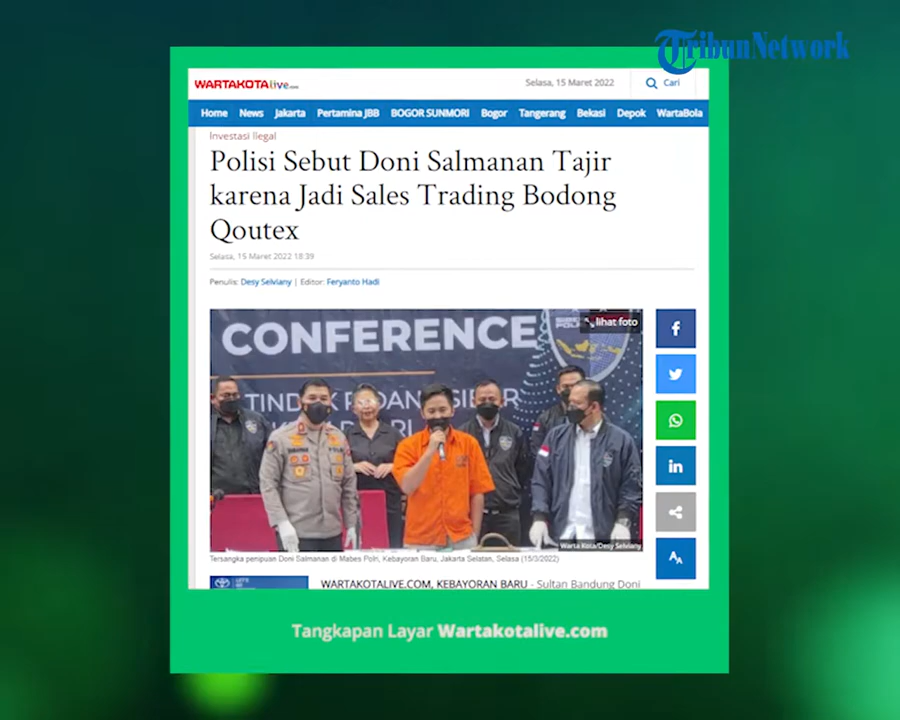 TribunNetwork
WARTAKOTAlive.com
Selasa, 15 Maret 2022
Cari
Home News Jakarta Pertamina JBB BOGOR SUNMORI Bogor Tangerang Bekasi Depok WartaBola
Investasi Ilegal
Polisi Sebut Doni Salmanan Tajir
karena Jadi Sales Trading Bodong
Qoutex
Selasa, 15 Maret 2022 18:39
Penulis: Desy Selviany | Editor: Feryanto Hadi
lihat foto
CONFERENCE
Warta Kota/Desy Selviany
Tersangka penipuan Doni Salmanan di Mabes Polri, Kebayoran Baru, Jakarta Selatan, Selasa (15/3/2022)
WARTAKOTALIVE.COM, KEBAYORAN BARU - Sultan Bandung Doni
Tangkapan Layar Wartakotalive.com